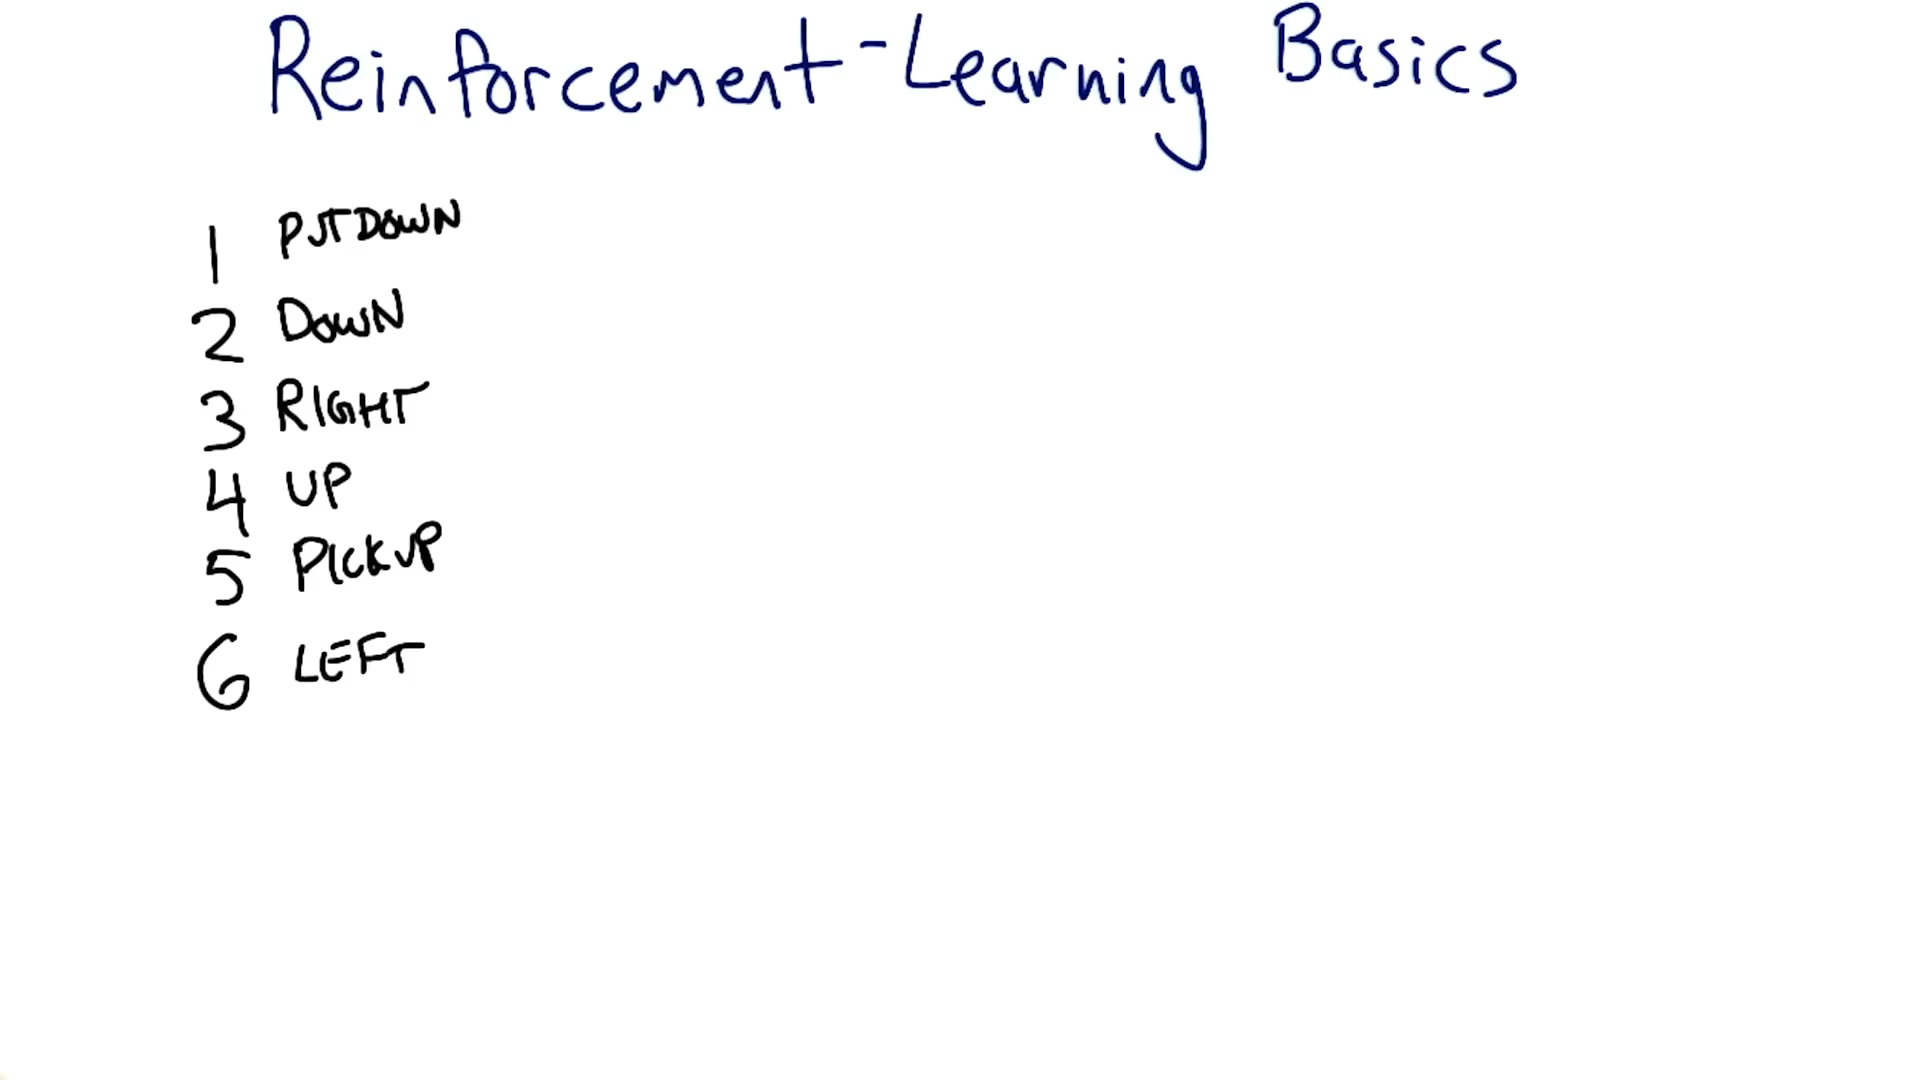 Reinforcement-Learning Basics
1 PUTDOWN
2 DOWN
3 RIGHT
4 UP
5 PICKUP
6 LEFT